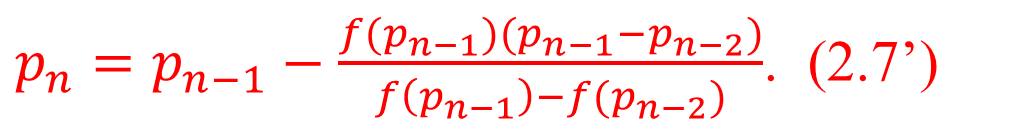 pₙ = pₙ₋₁ − f(pₙ₋₁)(pₙ₋₁−pₙ₋₂) / f(pₙ₋₁)−f(pₙ₋₂) . (2.7’)